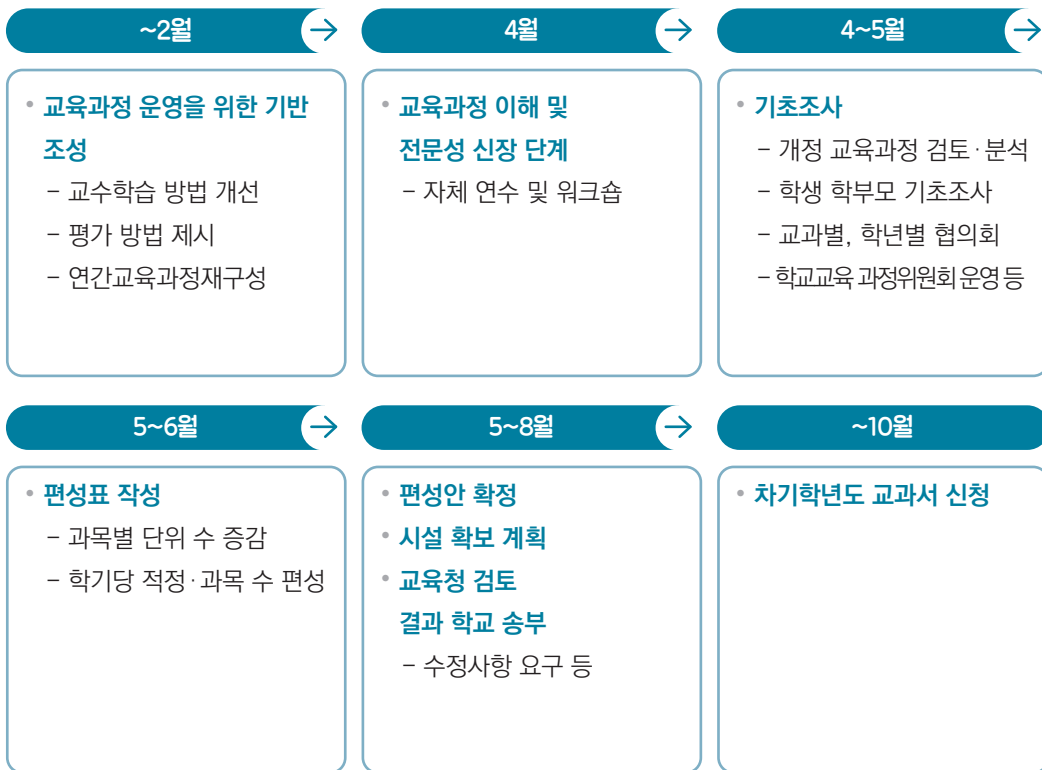 ~2월
• 교육과정 운영을 위한 기반
조성
– 교수학습 방법 개선
– 평가 방법 제시
– 연간교육과정재구성
4월
• 교육과정 이해 및
전문성 신장 단계
– 자체 연수 및 워크숍
4~5월
• 기초조사
– 개정 교육과정 검토·분석
– 학생 학부모 기초조사
– 교과별, 학년별 협의회
– 학교교육 과정위원회 운영 등
5~6월
• 편성표 작성
– 과목별 단위 수 증감
– 학기당 적정·과목 수 편성
5~8월
• 편성안 확정
• 시설 확보 계획
• 교육청 검토
결과 학교 송부
– 수정사항 요구 등
~10월
• 차기학년도 교과서 신청